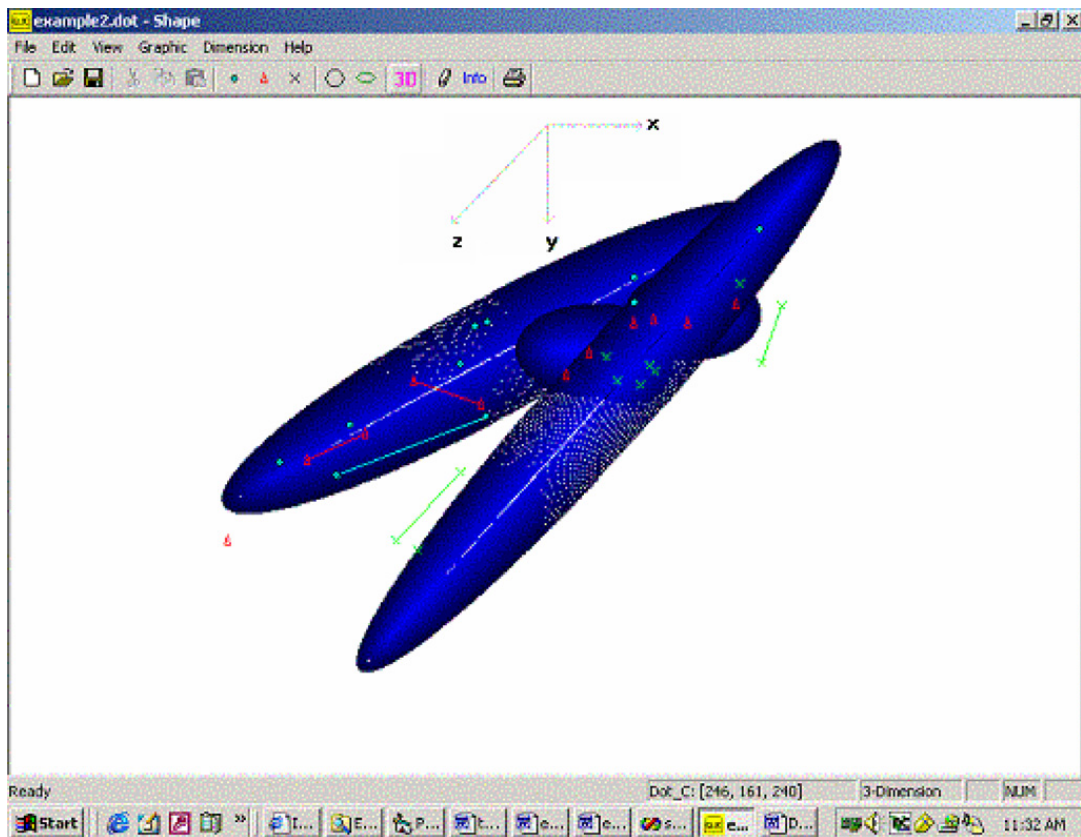 example2.dot - Shape
File Edit View Graphic Dimension Help
3D Info
x
z y
Ready Dot_C: [246, 161, 240] 3-Dimension NUM
Start » I... E... P... t... e... e... s... e... D... 11:32 AM